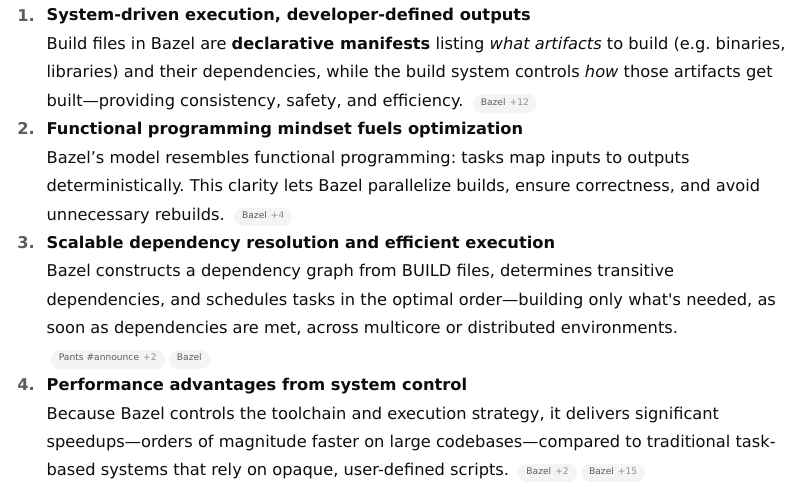 1. System-driven execution, developer-defined outputs
Build files in Bazel are declarative manifests listing what artifacts to build (e.g. binaries,
libraries) and their dependencies, while the build system controls how those artifacts get
built—providing consistency, safety, and efficiency. Bazel +12
2. Functional programming mindset fuels optimization
Bazel’s model resembles functional programming: tasks map inputs to outputs
deterministically. This clarity lets Bazel parallelize builds, ensure correctness, and avoid
unnecessary rebuilds. Bazel +4
3. Scalable dependency resolution and efficient execution
Bazel constructs a dependency graph from BUILD files, determines transitive
dependencies, and schedules tasks in the optimal order—building only what's needed, as
soon as dependencies are met, across multicore or distributed environments.
Pants #announce +2 Bazel
4. Performance advantages from system control
Because Bazel controls the toolchain and execution strategy, it delivers significant
speedups—orders of magnitude faster on large codebases—compared to traditional task-
based systems that rely on opaque, user-defined scripts. Bazel +2 Bazel +15